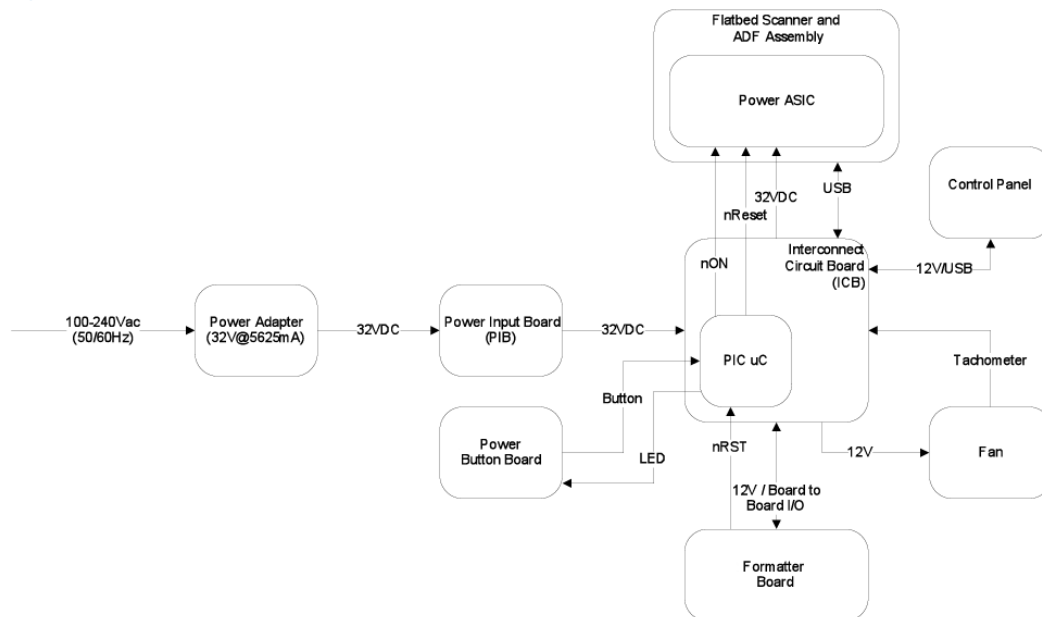 Flatbed Scanner and
ADF Assembly
Power ASIC
USB
32VDC
nReset
nON
Control Panel
Interconnect
Circuit Board
(ICB)
12V/USB
100-240Vac
(50/60Hz)
Power Adapter
(32V@5625mA)
32VDC
Power Input Board
(PIB)
32VDC
PIC uC
Tachometer
Button
Power
Button Board
LED
nRST
12V
Fan
12V / Board to
Board I/O
Formatter
Board